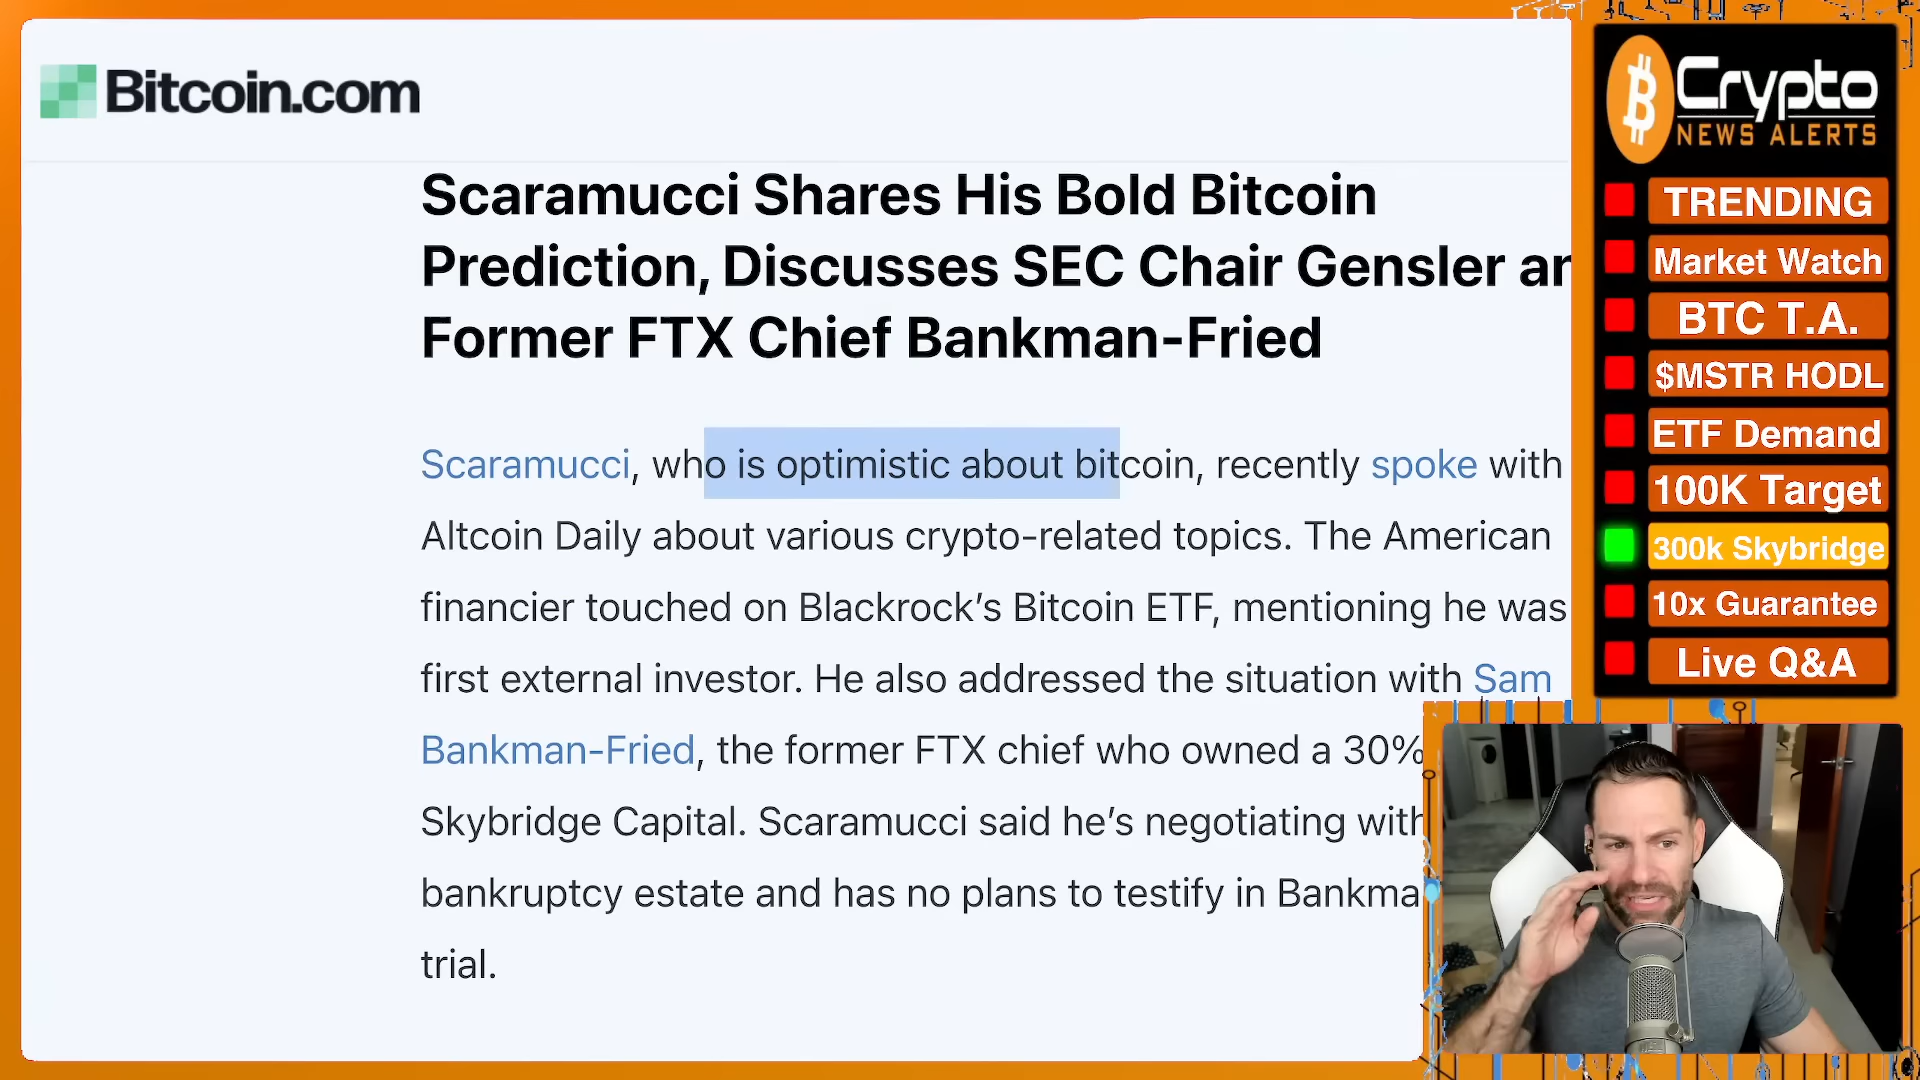 Bitcoin.com
Scaramucci Shares His Bold Bitcoin
Prediction, Discusses SEC Chair Gensler an
Former FTX Chief Bankman-Fried
Scaramucci, who is optimistic about bitcoin, recently spoke with
Altcoin Daily about various crypto-related topics. The American
financier touched on Blackrock’s Bitcoin ETF, mentioning he was
first external investor. He also addressed the situation with Sam
Bankman-Fried, the former FTX chief who owned a 30%
Skybridge Capital. Scaramucci said he’s negotiating with
bankruptcy estate and has no plans to testify in Bankma
trial.
Crypto
NEWS ALERTS
TRENDING
Market Watch
BTC T.A.
$MSTR HODL
ETF Demand
100K Target
300k Skybridge
10x Guarantee
Live Q&A